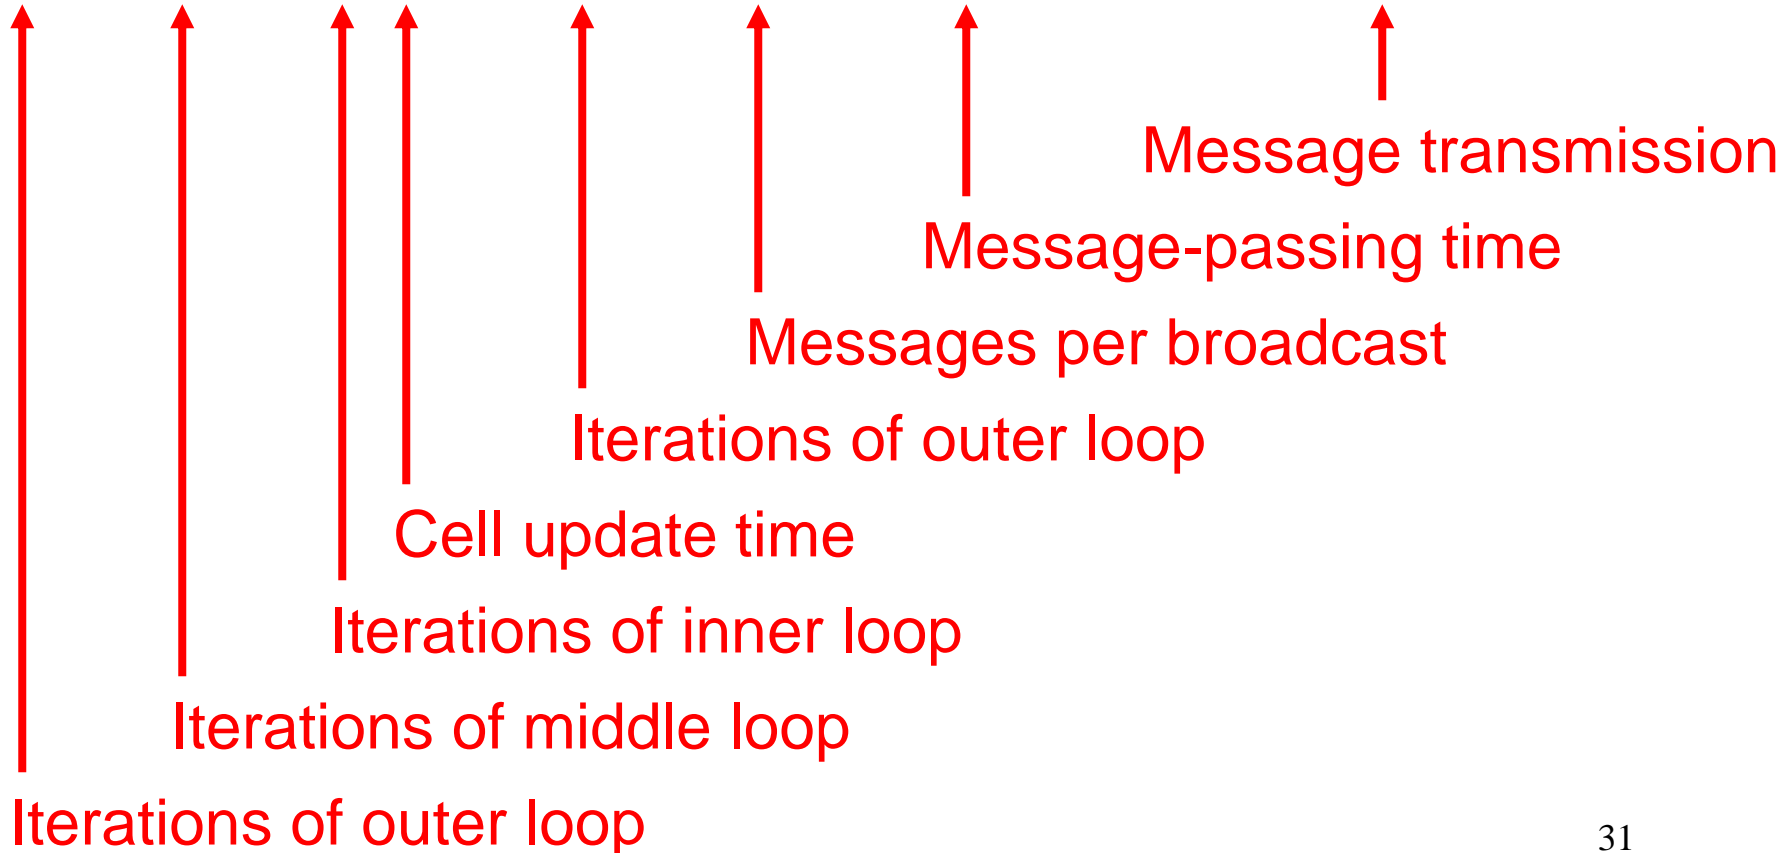 Message transmission
Message-passing time
Messages per broadcast
Iterations of outer loop
Cell update time
Iterations of inner loop
Iterations of middle loop
Iterations of outer loop
31